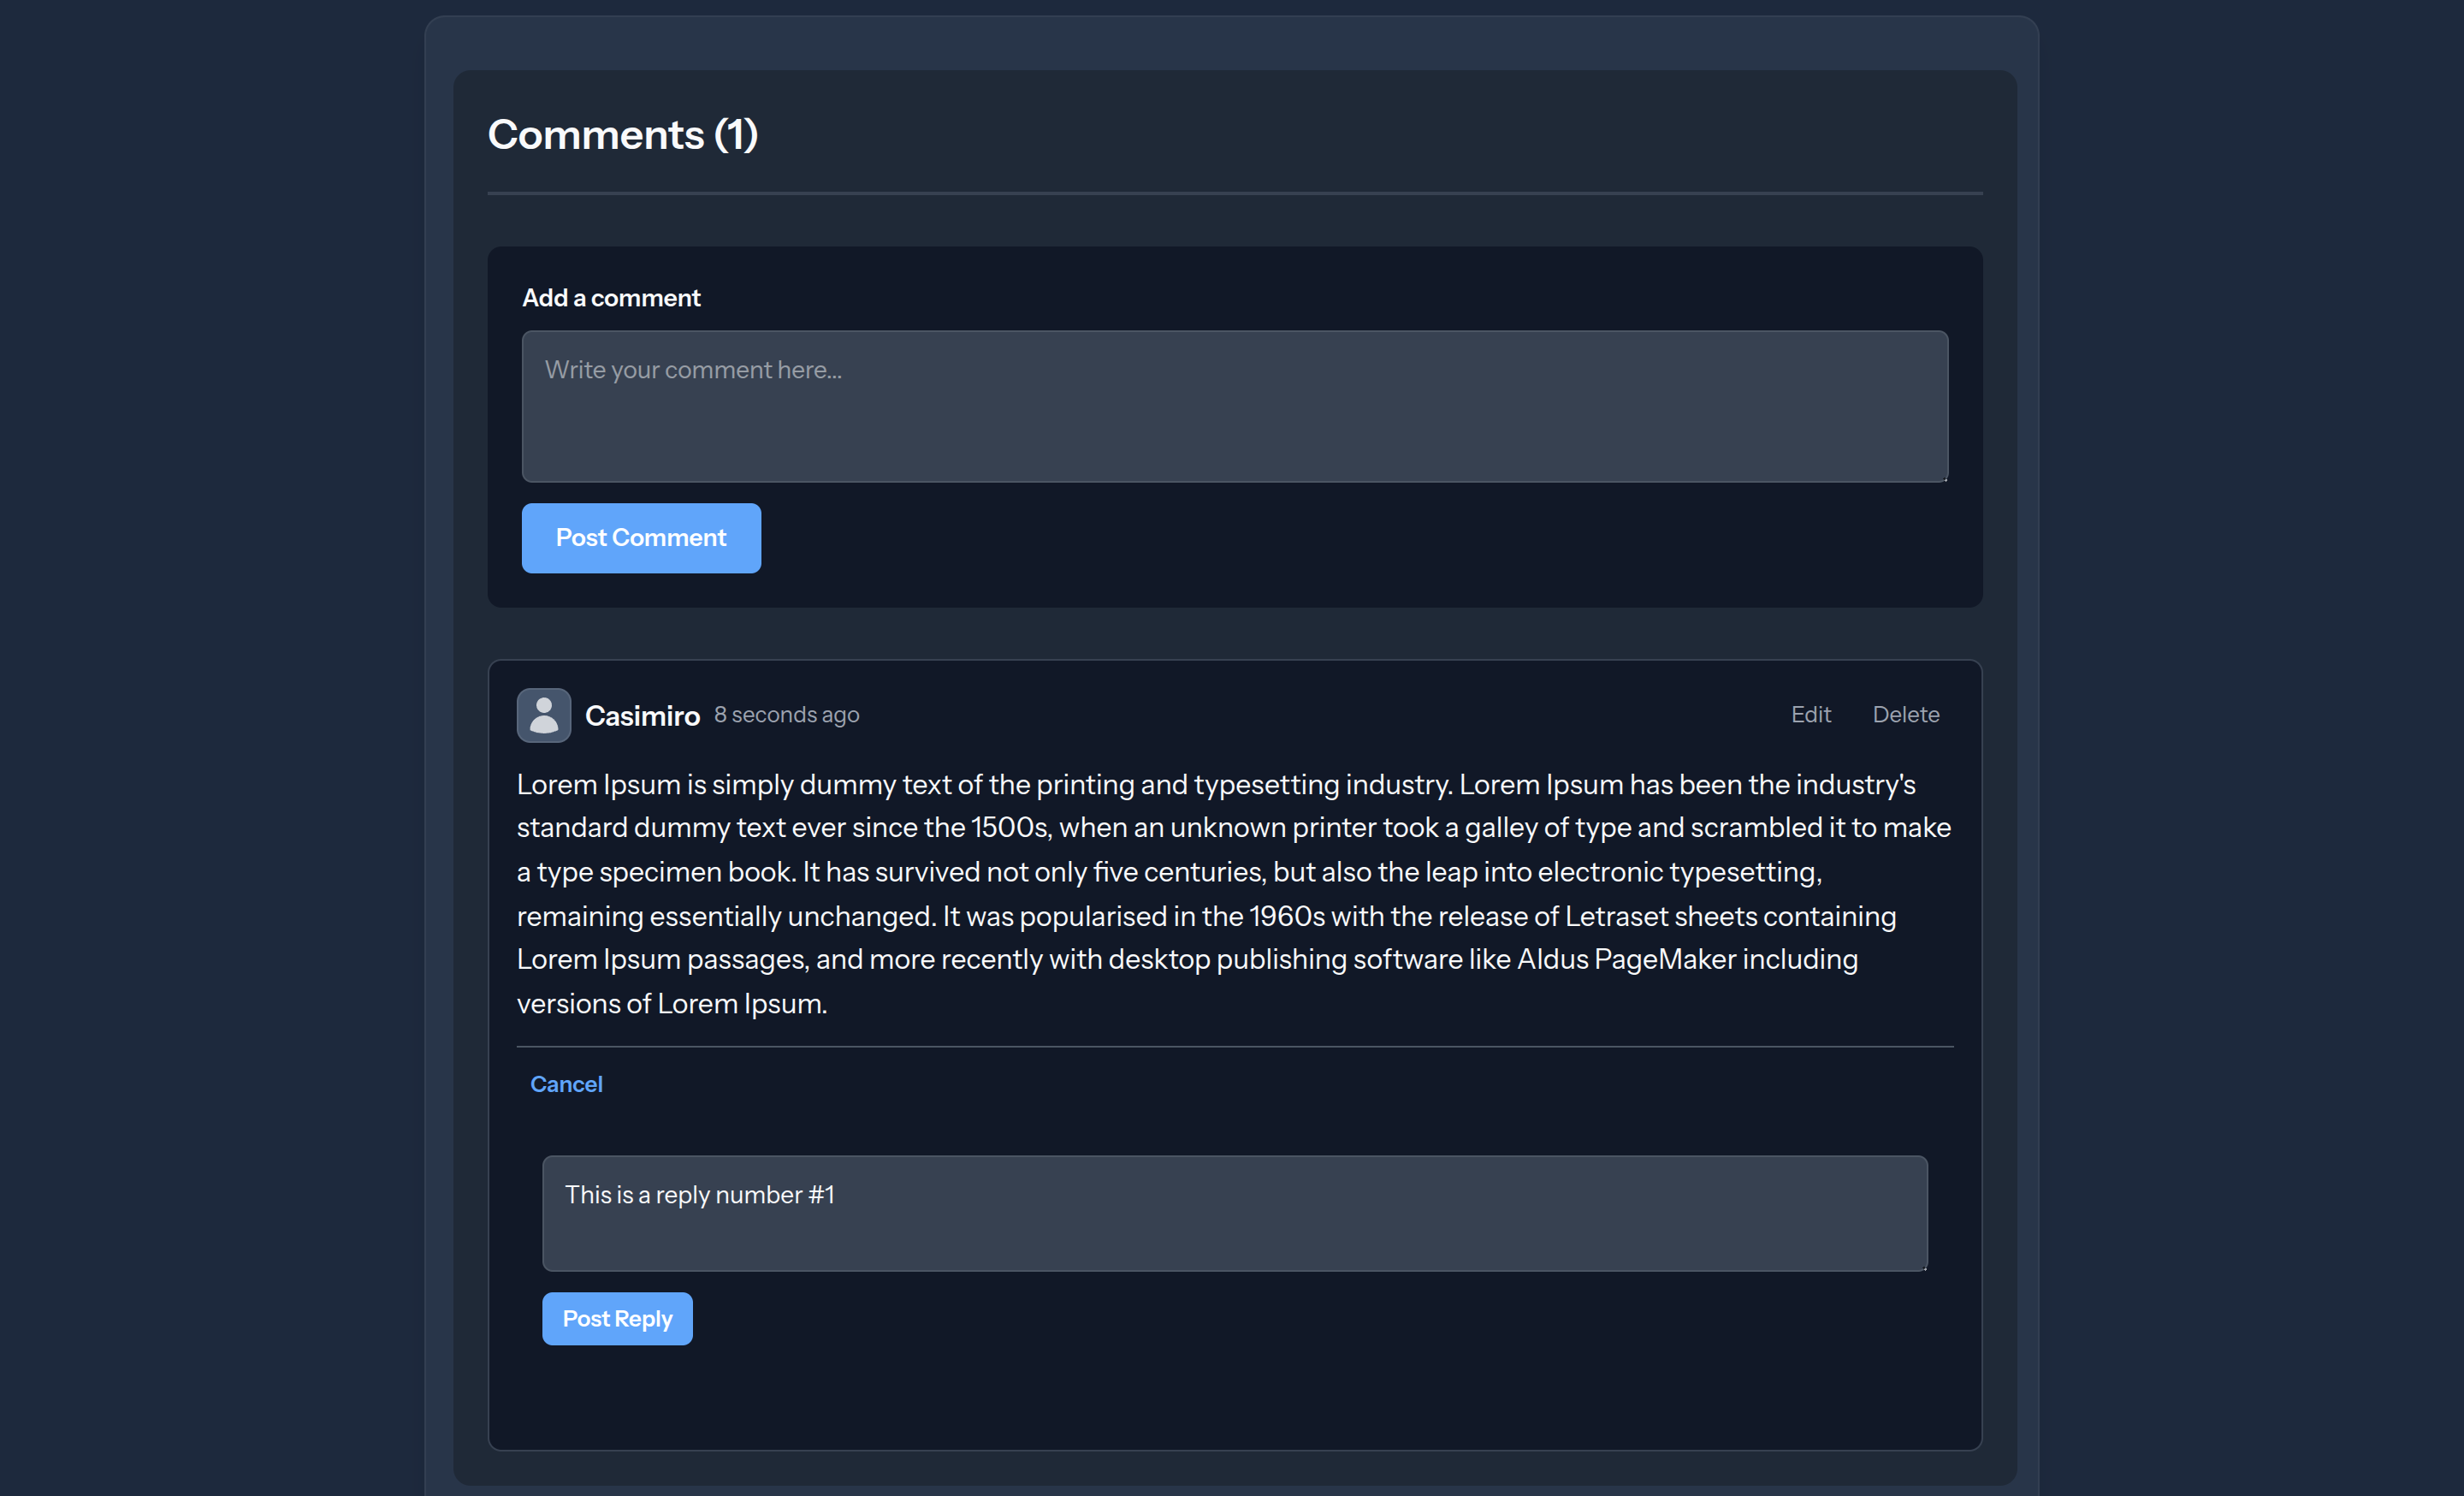 Comments (1)
Add a comment
Write your comment here...
Post Comment
Casimiro 8 seconds ago Edit Delete
Lorem Ipsum is simply dummy text of the printing and typesetting industry. Lorem Ipsum has been the industry's
standard dummy text ever since the 1500s, when an unknown printer took a galley of type and scrambled it to make
a type specimen book. It has survived not only five centuries, but also the leap into electronic typesetting,
remaining essentially unchanged. It was popularised in the 1960s with the release of Letraset sheets containing
Lorem Ipsum passages, and more recently with desktop publishing software like Aldus PageMaker including
versions of Lorem Ipsum.
Cancel
This is a reply number #1
Post Reply